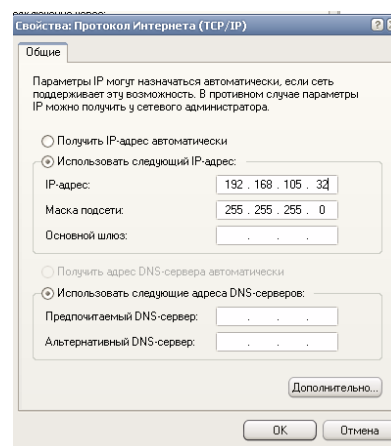 Свойства: Протокол Интернета (TCP/IP)
Общие
Параметры IP могут назначаться автоматически, если сеть
поддерживает эту возможность. В противном случае параметры
IP можно получить у сетевого администратора.
Получить IP-адрес автоматически
Использовать следующий IP-адрес:
IP-адрес: 192 . 168 . 105 . 32
Маска подсети: 255 . 255 . 255 . 0
Основной шлюз: . . .
Получить адрес DNS-сервера автоматически
Использовать следующие адреса DNS-серверов:
Предпочитаемый DNS-сервер: . . .
Альтернативный DNS-сервер: . . .
Дополнительно...
OK Отмена